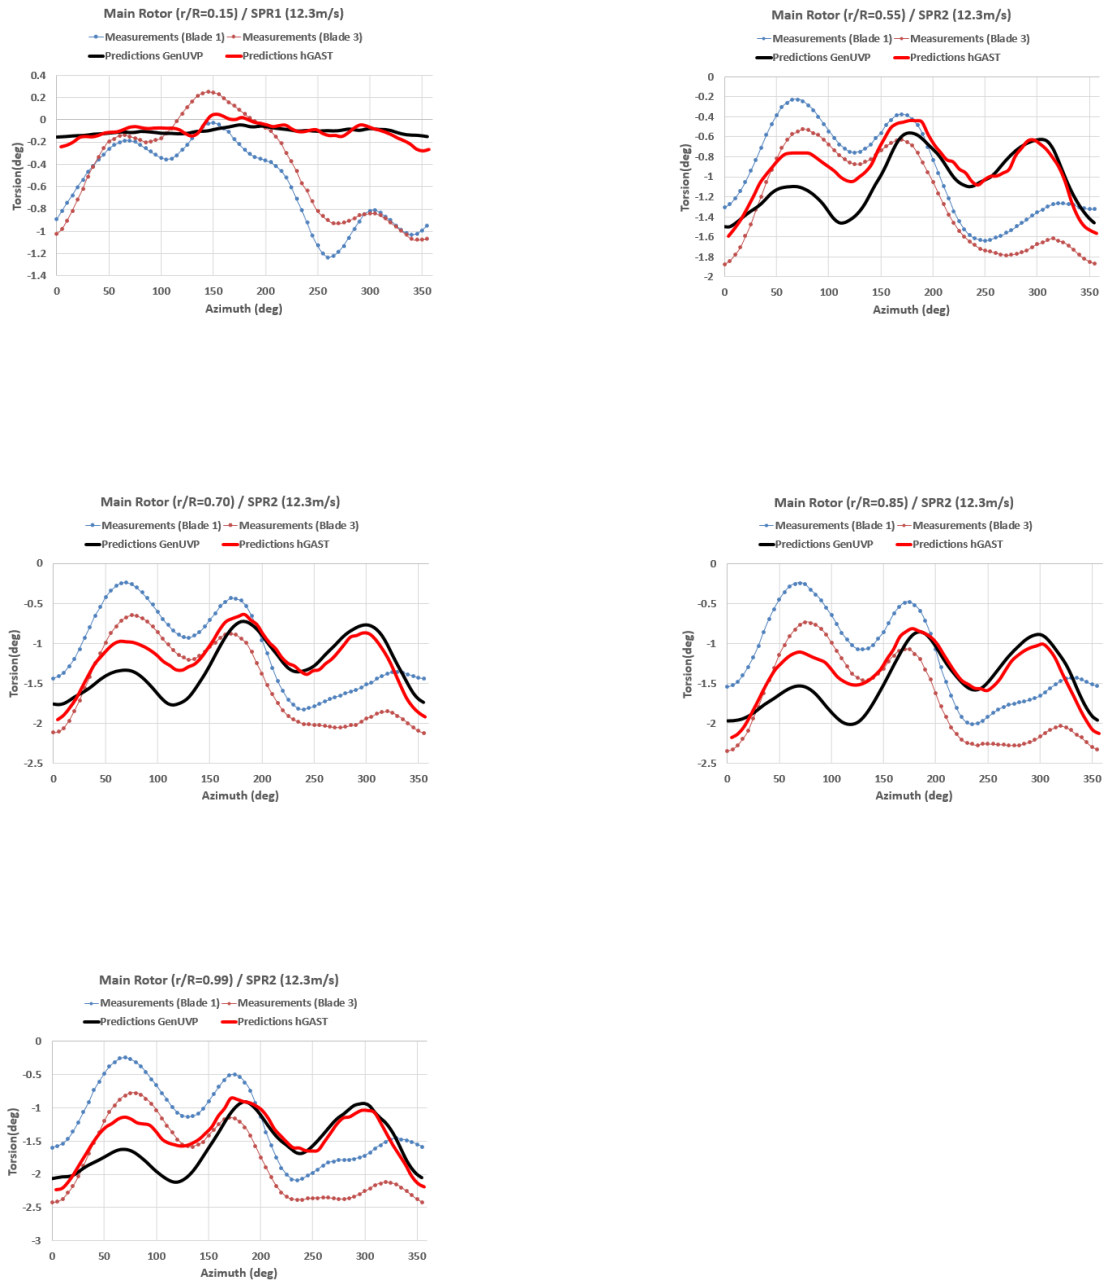 Main Rotor (r/R=0.15) / SPR1 (12.3m/s)
Measurements (Blade 1) Measurements (Blade 3)
Predictions GenUVP Predictions hGAST
0.4
0.2
0
-0.2
-0.4
-0.6
-0.8
-1
-1.2
-1.4
Torsion(deg)
0 50 100 150 200 250 300 350
Azimuth (deg)
Main Rotor (r/R=0.55) / SPR2 (12.3m/s)
Measurements (Blade 1) Measurements (Blade 3)
Predictions GenUVP Predictions hGAST
0
-0.2
-0.4
-0.6
-0.8
-1
-1.2
-1.4
-1.6
-1.8
-2
Torsion(deg)
0 50 100 150 200 250 300 350
Azimuth (deg)
Main Rotor (r/R=0.70) / SPR2 (12.3m/s)
Measurements (Blade 1) Measurements (Blade 3)
Predictions GenUVP Predictions hGAST
0
-0.5
-1
-1.5
-2
-2.5
Torsion(deg)
0 50 100 150 200 250 300 350
Azimuth (deg)
Main Rotor (r/R=0.85) / SPR2 (12.3m/s)
Measurements (Blade 1) Measurements (Blade 3)
Predictions GenUVP Predictions hGAST
0
-0.5
-1
-1.5
-2
-2.5
Torsion(deg)
0 50 100 150 200 250 300 350
Azimuth (deg)
Main Rotor (r/R=0.99) / SPR2 (12.3m/s)
Measurements (Blade 1) Measurements (Blade 3)
Predictions GenUVP Predictions hGAST
0
-0.5
-1
-1.5
-2
-2.5
-3
Torsion(deg)
0 50 100 150 200 250 300 350
Azimuth (deg)